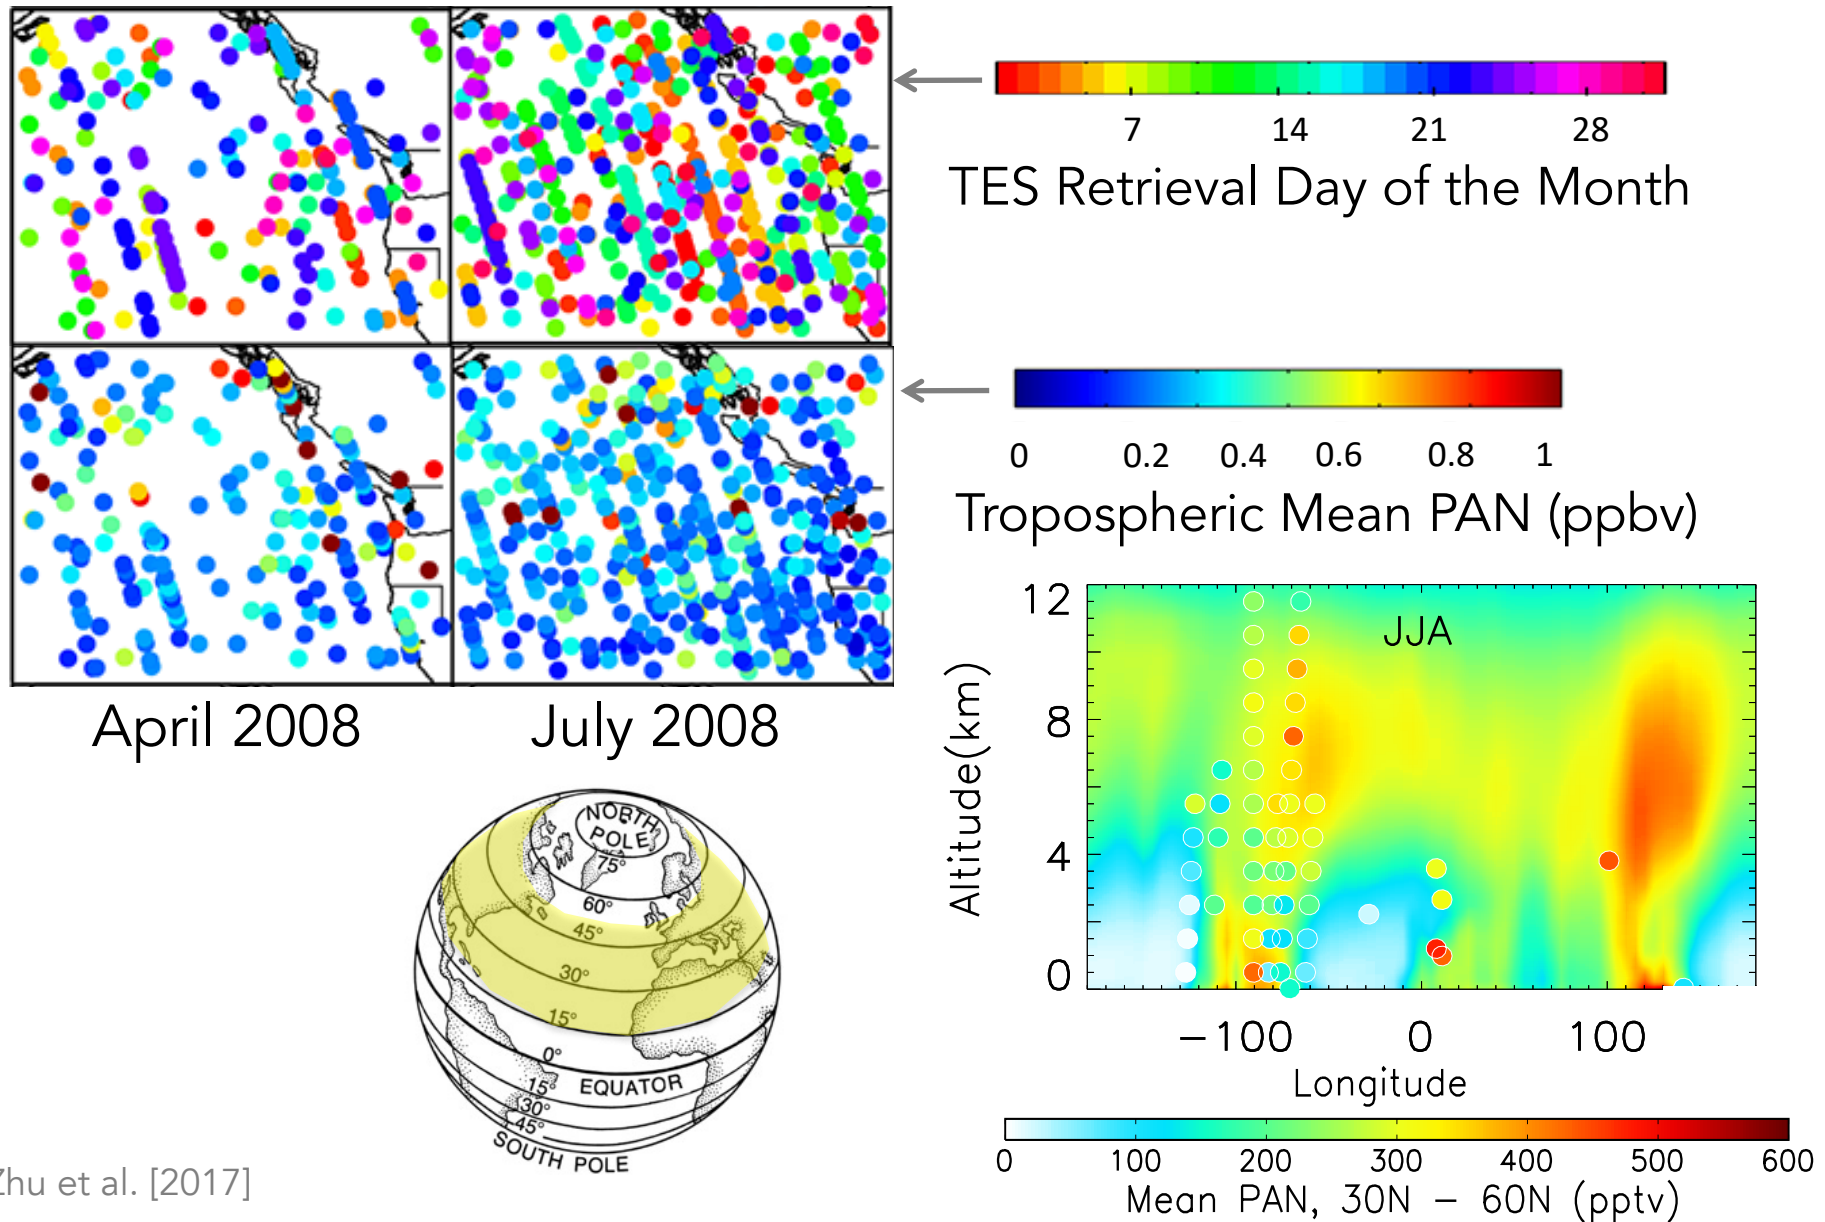 7 14 21 28
TES Retrieval Day of the Month
0 0.2 0.4 0.6 0.8 1
Tropospheric Mean PAN (ppbv)
April 2008
July 2008
NORTH
POLE
75°
60°
45°
30°
15°
0°
EQUATOR
15°
30°
45°
SOUTH POLE
JJA
12
8
4
0
Altitude(km)
−100 0 100
Longitude
0 100 200 300 400 500 600
Mean PAN, 30N − 60N (pptv)
Zhu et al. [2017]